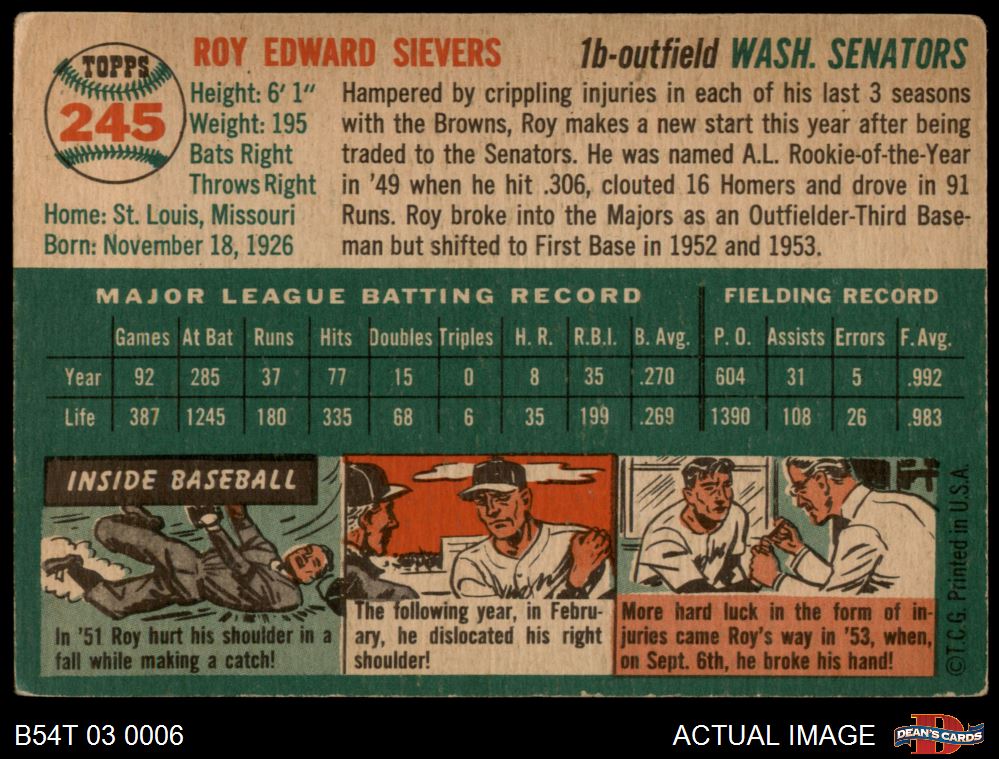 TOPPS
245
ROY EDWARD SIEVERS
1b-outfield WASH. SENATORS
Height: 6' 1"
Weight: 195
Bats Right
Throws Right
Home: St. Louis, Missouri
Born: November 18, 1926
Hampered by crippling injuries in each of his last 3 seasons
with the Browns, Roy makes a new start this year after being
traded to the Senators. He was named A.L. Rookie-of-the-Year
in '49 when he hit .306, clouted 16 Homers and drove in 91
Runs. Roy broke into the Majors as an Outfielder-Third Base-
man but shifted to First Base in 1952 and 1953.
MAJOR LEAGUE BATTING RECORD FIELDING RECORD
Games At Bat Runs Hits Doubles Triples H. R. R.B.I. B. Avg. P. O. Assists Errors F. Avg.
Year 92 285 37 77 15 0 8 35 .270 604 31 5 .992
Life 387 1245 180 335 68 6 35 199 .269 1390 108 26 .983
INSIDE BASEBALL
In '51 Roy hurt his shoulder in a
fall while making a catch!
The following year, in Febru-
ary, he dislocated his right
shoulder!
More hard luck in the form of in-
juries came Roy's way in '53, when,
on Sept. 6th, he broke his hand!
©T.C.G. Printed in U.S.A.
B54T 03 0006
ACTUAL IMAGE
D
DEAN'S CARDS